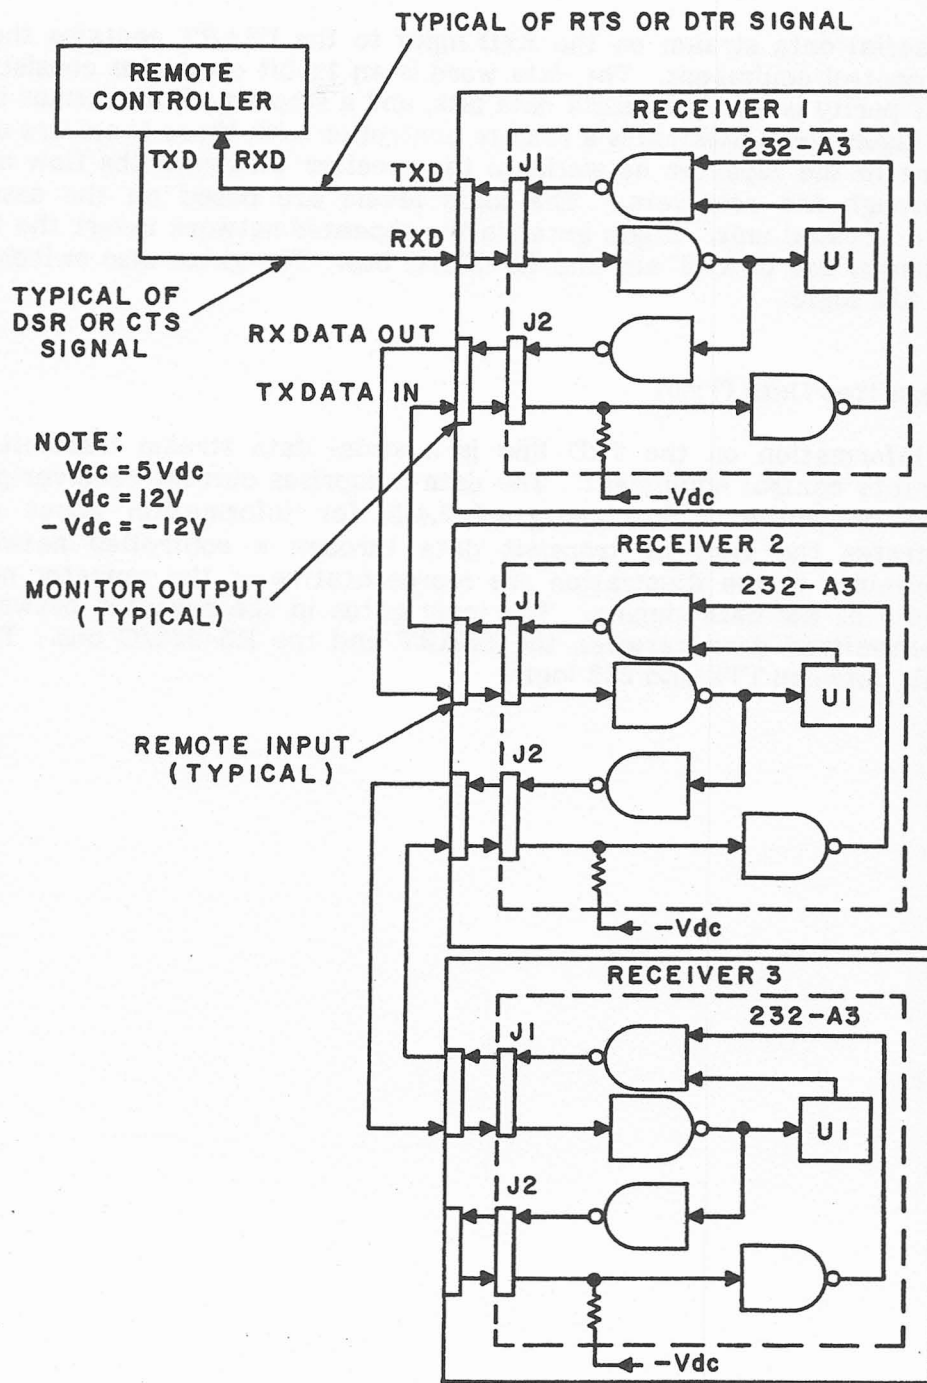 TYPICAL OF RTS OR DTR SIGNAL
REMOTE
CONTROLLER
TXD RXD
RECEIVER 1
232-A3
TXD
J1
RXD
U1
TYPICAL OF
DSR OR CTS
SIGNAL
RX DATA OUT
J2
TX DATA IN
NOTE:
Vcc = 5 Vdc
Vdc = 12V
-Vdc = -12V
-Vdc
MONITOR OUTPUT
(TYPICAL)
RECEIVER 2
232-A3
J1
U1
REMOTE INPUT
(TYPICAL)
J2
-Vdc
RECEIVER 3
232-A3
J1
U1
J2
-Vdc